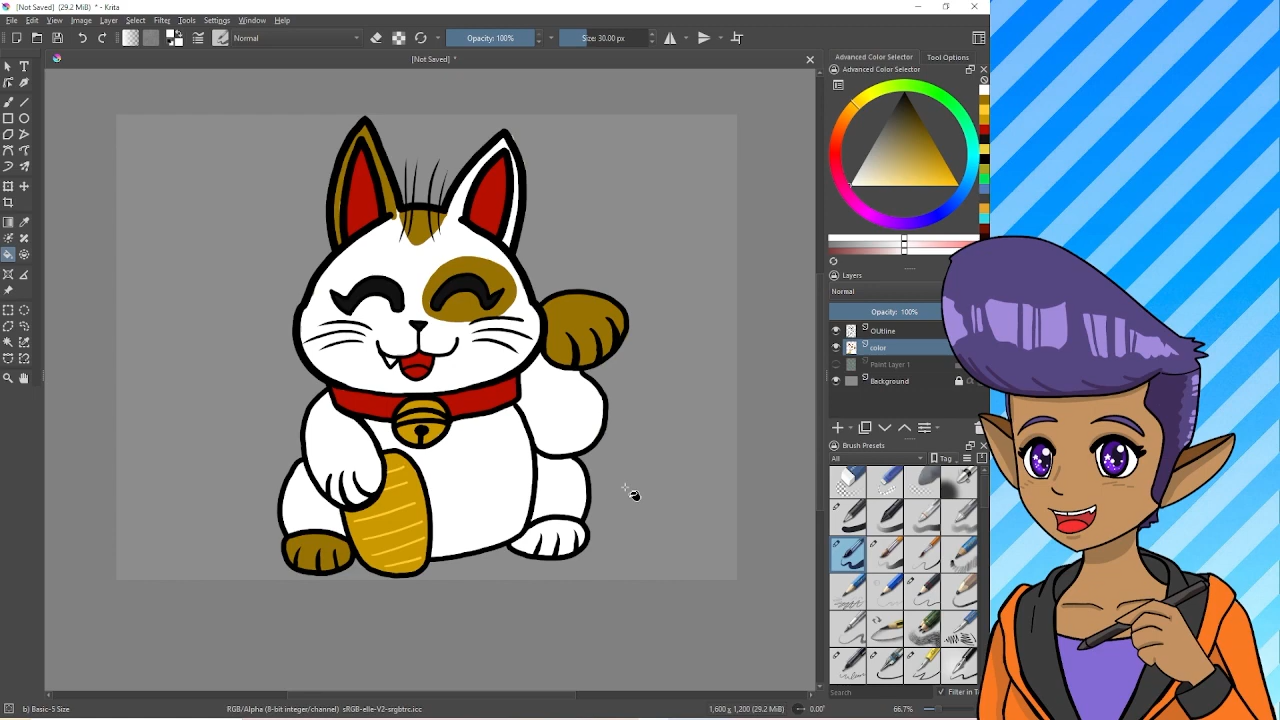 [Not Saved] (29.2 MiB) * - Krita
File Edit View Image Layer Select Filter Tools Settings Window Help
Normal
Opacity: 100%
Size: 30.00 px
[Not Saved] *
Advanced Color Selector
Tool Options
Advanced Color Selector
Layers
Normal
Opacity: 100%
OUtline
color
Paint Layer 1
Background
Brush Presets
All
Tag
Search
Filter in T
b) Basic-5 Size
RGB/Alpha (8-bit integer/channel) sRGB-elle-V2-srgbtrc.icc
1,600 x 1,200 (29.2 MiB)
0.00°
66.7%